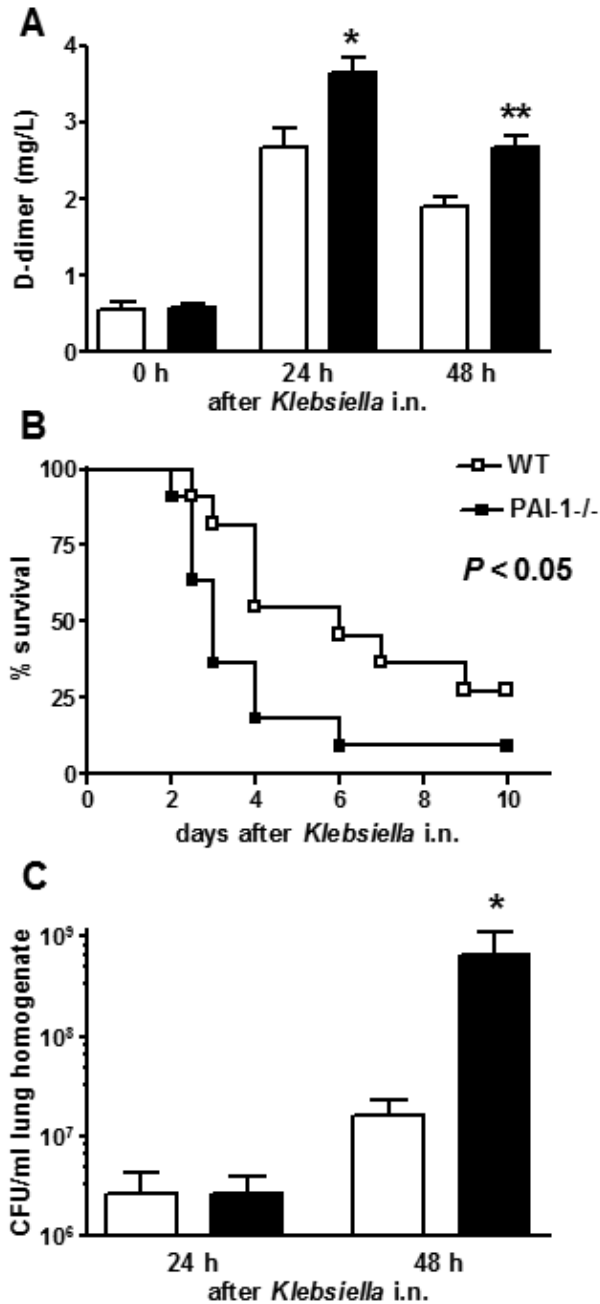 A
4
*
3
**
2
1
0
D-dimer (mg/L)
0 h 24 h 48 h
after Klebsiella i.n.
B
100
WT
75
PAI-1-/-
P < 0.05
50
25
0
% survival
0 2 4 6 8 10
days after Klebsiella i.n.
C
*
10⁹
10⁸
10⁷
10⁶
CFU/ml lung homogenate
24 h 48 h
after Klebsiella i.n.